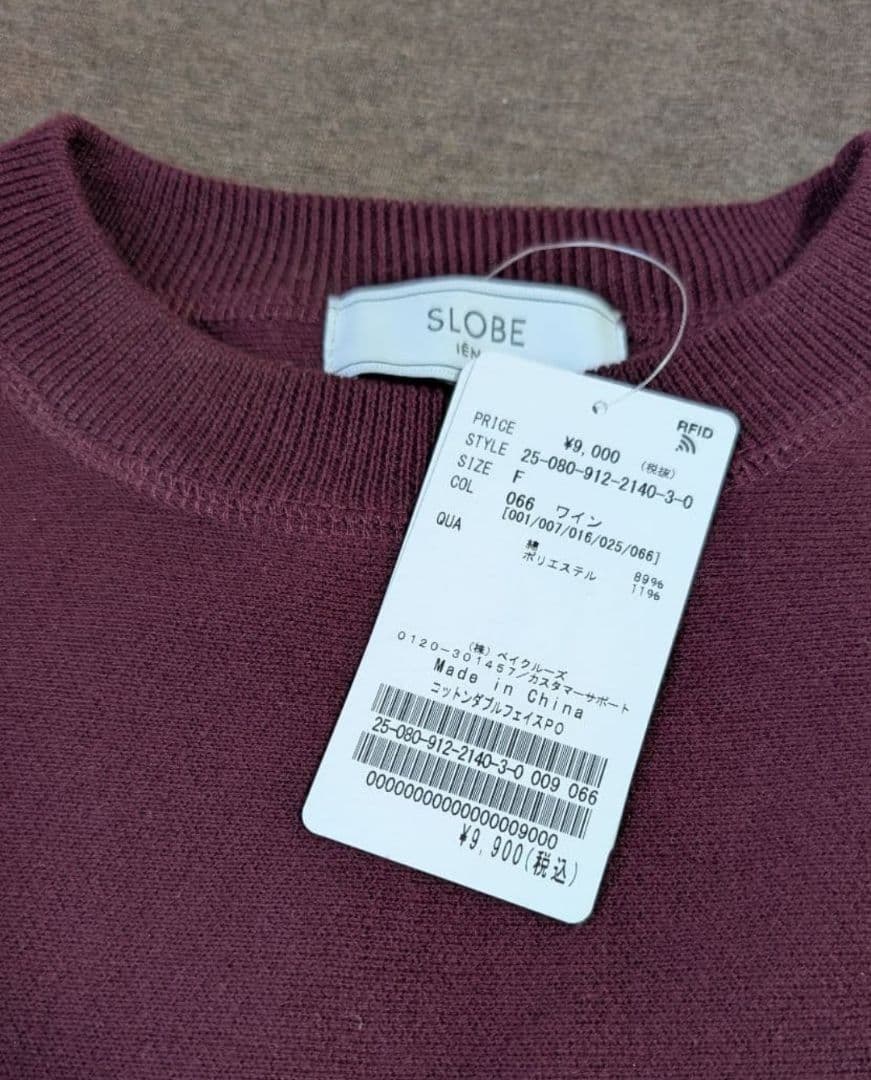 SLOBE
IÉN
RFID
PRICE ¥9,000 (税抜)
STYLE 25-080-912-2140-3-0
SIZE F
COL 066 ワイン
[001/007/016/025/066]
QUA 綿 89%
ポリエステル 11%
(株) ベイクルーズ
0120-301457/カスタマーサポート
Made in China
ニットンダブルフェイスPO
25-080-912-2140-3-0 009 066
00000000000000009000
¥9,900(税込)